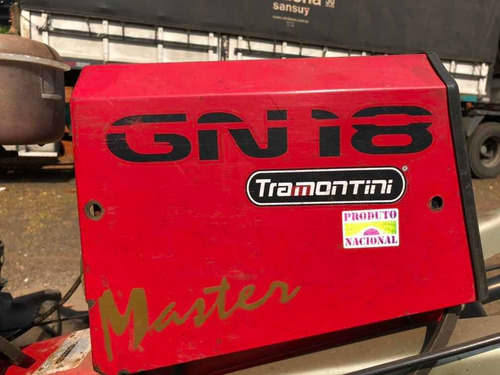 sansuy
GN18
Tramontini
PRODUTO
NACIONAL
Master